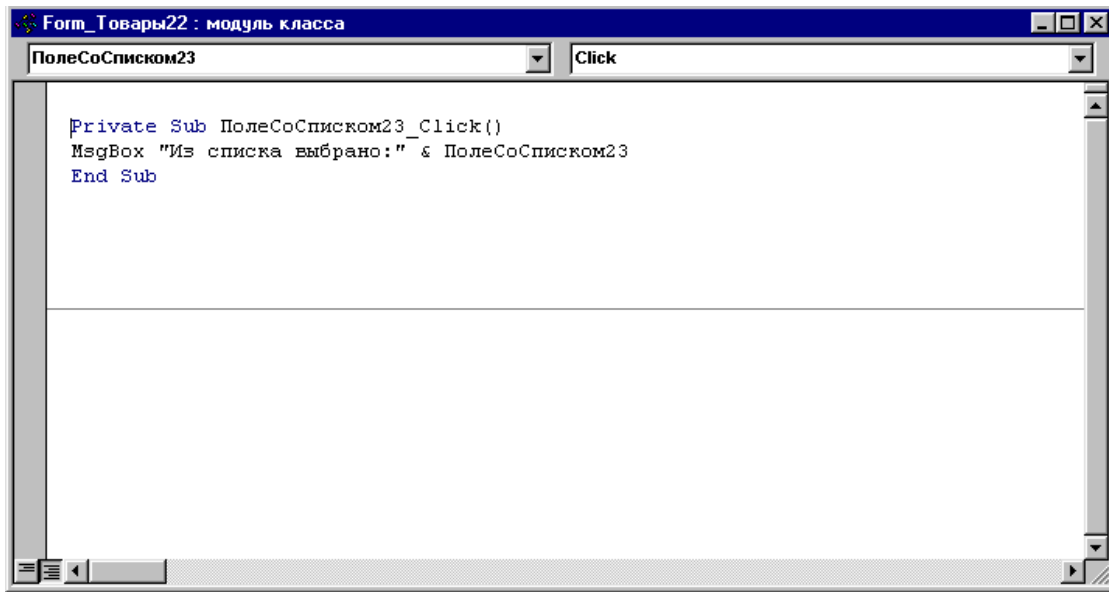 Form_Товары22 : модуль класса
ПолеСоСписком23 Click
Private Sub ПолеСоСписком23_Click()
MsgBox "Из списка выбрано:" & ПолеСоСписком23
End Sub